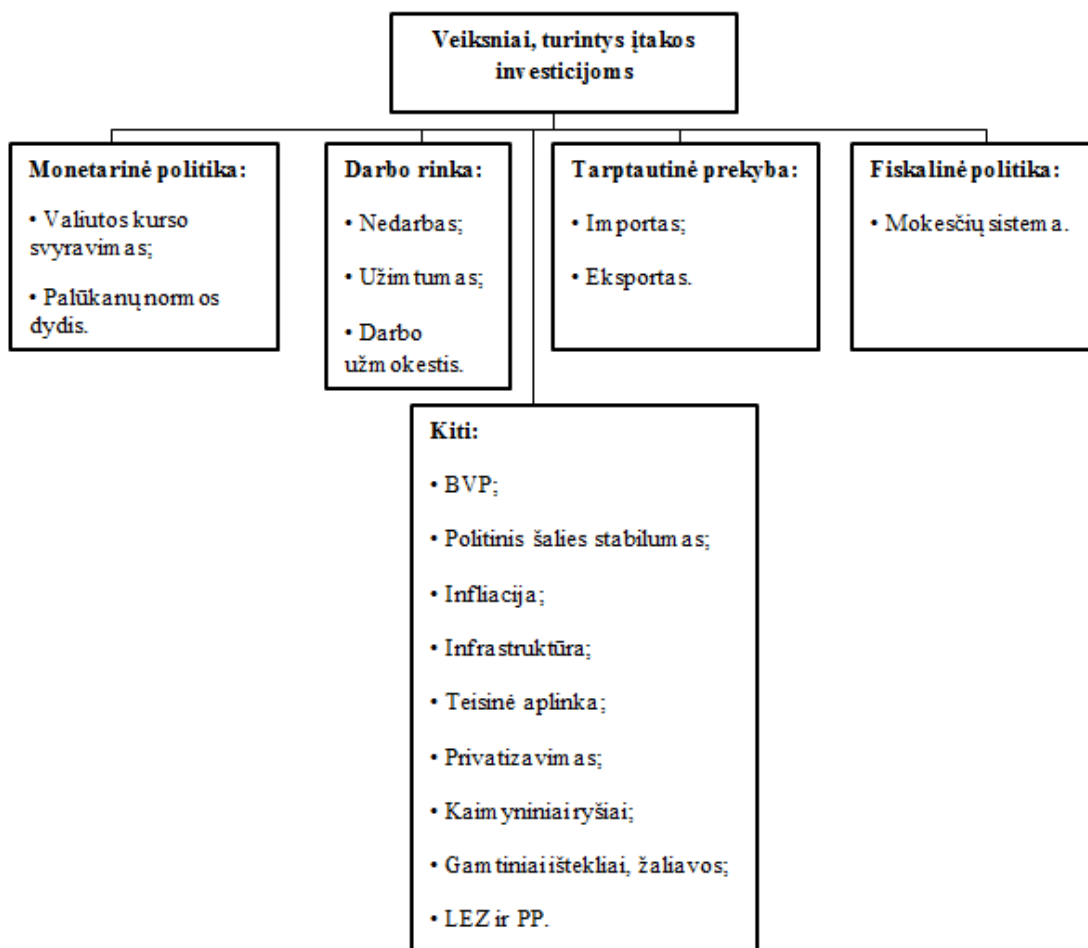 Veiksniai, turintys įtakos
investicijoms
Monetarinė politika:
• Valiutos kurso
svyravimas;
• Palūkanų normos
dydis.
Darbo rinka:
• Nedarbas;
• Užimtumas;
• Darbo
užmokestis.
Tarptautinė prekyba:
• Importas;
• Eksportas.
Fiskalinė politika:
• Mokesčių sistema.
Kiti:
• BVP;
• Politinis šalies stabilumas;
• Infliacija;
• Infrastruktūra;
• Teisinė aplinka;
• Privatizavimas;
• Kaimyniniai ryšiai;
• Gamtiniai ištekliai, žaliavos;
• LEZ ir PP.